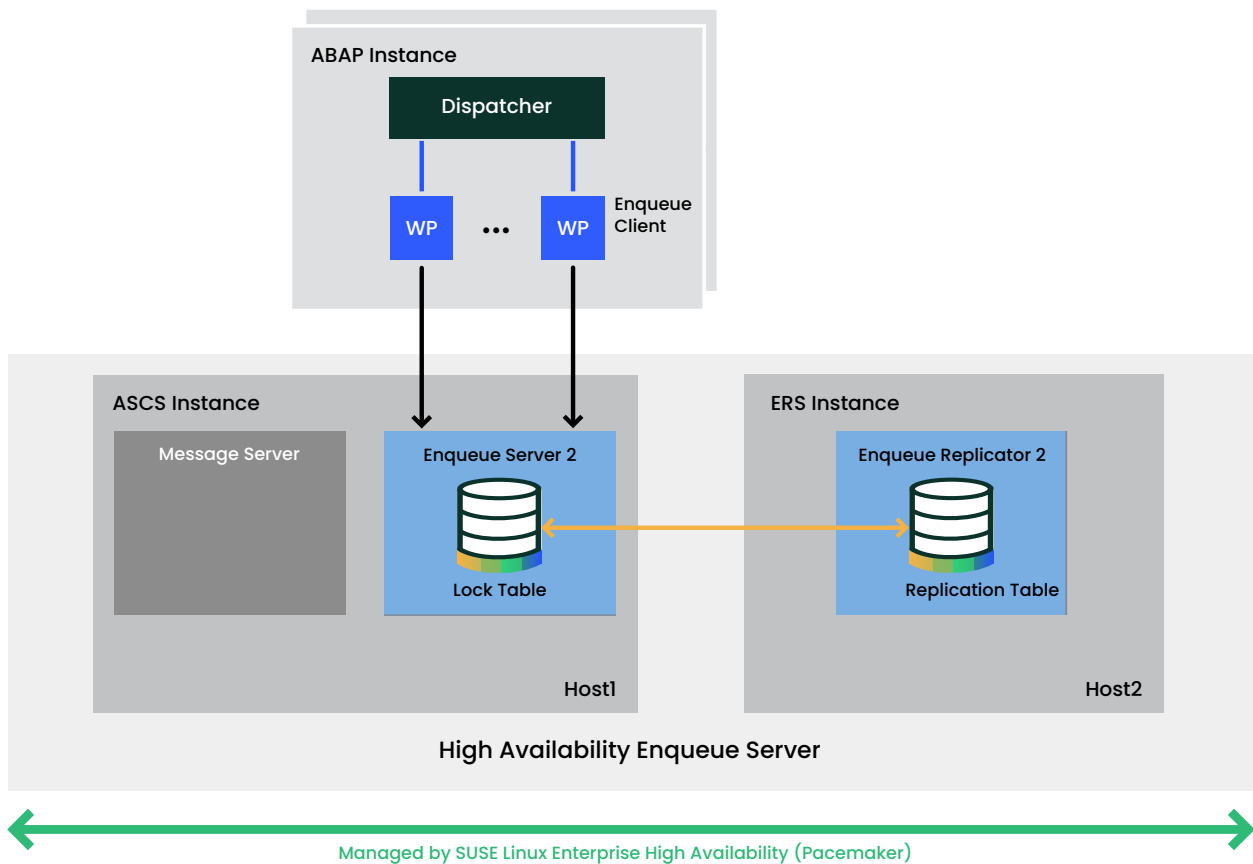 ABAP Instance
Dispatcher
WP
...
WP
Enqueue
Client
ASCS Instance
Message Server
Enqueue Server 2
Lock Table
Host1
ERS Instance
Enqueue Replicator 2
Replication Table
Host2
High Availability Enqueue Server
Managed by SUSE Linux Enterprise High Availability (Pacemaker)